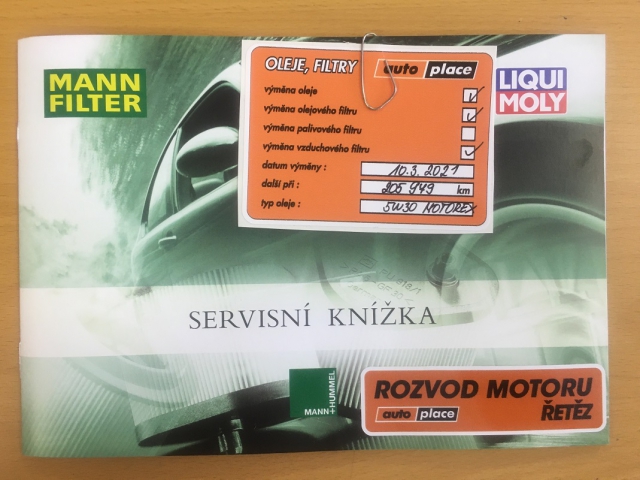 MANN
FILTER
OLEJE, FILTRY auto place
výměna oleje
výměna olejového filtru
výměna palivového filtru
výměna vzduchového filtru
datum výměny : 10.3.2021
další při : 205 949 km
typ oleje : 5W30 MOTOREX
LIQUI
MOLY
SERVISNÍ KNÍŽKA
MANN+HUMMEL
ROZVOD MOTORU
auto place ŘETĚZ